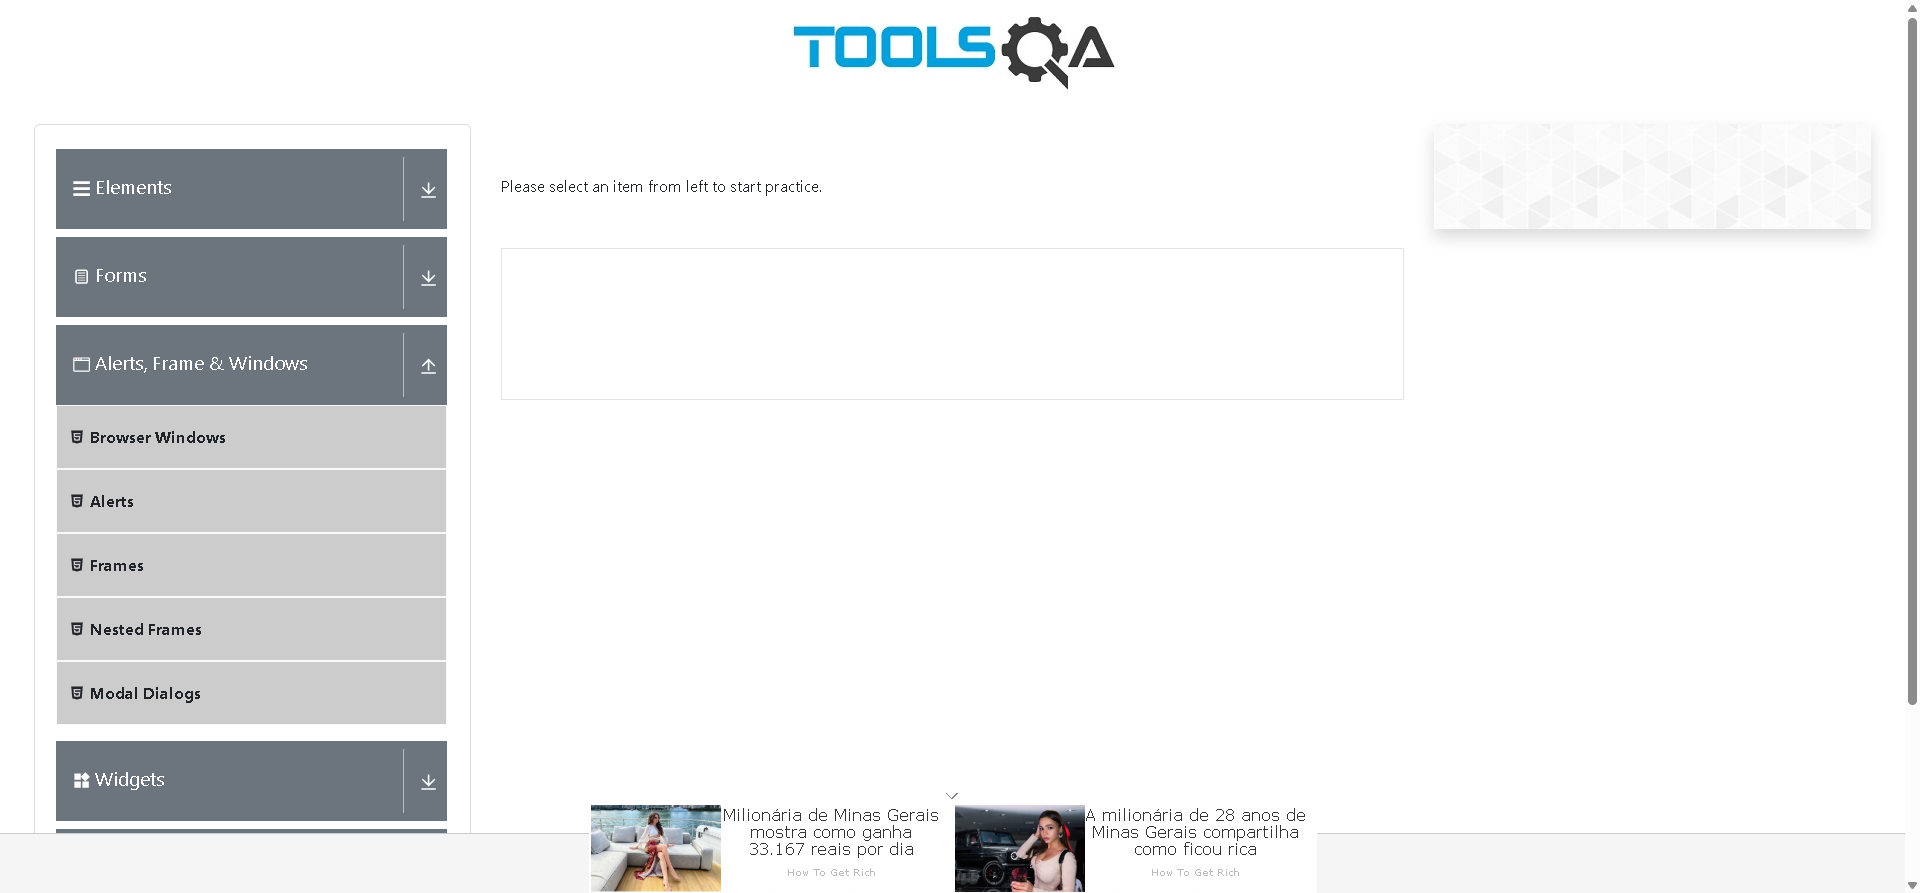 TOOLSQA
Elements
Please select an item from left to start practice.
Forms
Alerts, Frame & Windows
Browser Windows
Alerts
Frames
Nested Frames
Modal Dialogs
Widgets
Milionária de Minas Gerais
mostra como ganha
33.167 reais por dia
How To Get Rich
A milionária de 28 anos de
Minas Gerais compartilha
como ficou rica
How To Get Rich